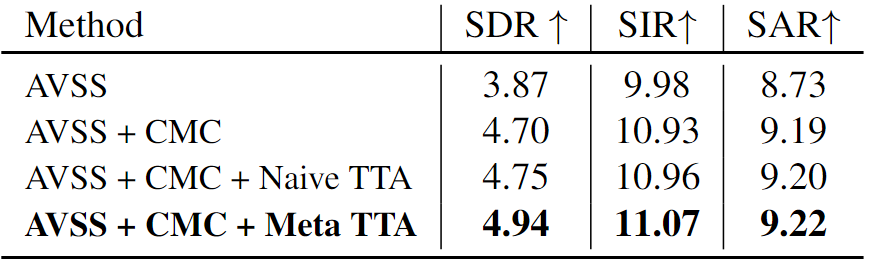 Method SDR ↑ SIR↑ SAR↑
AVSS 3.87 9.98 8.73
AVSS + CMC 4.70 10.93 9.19
AVSS + CMC + Naive TTA 4.75 10.96 9.20
AVSS + CMC + Meta TTA 4.94 11.07 9.22